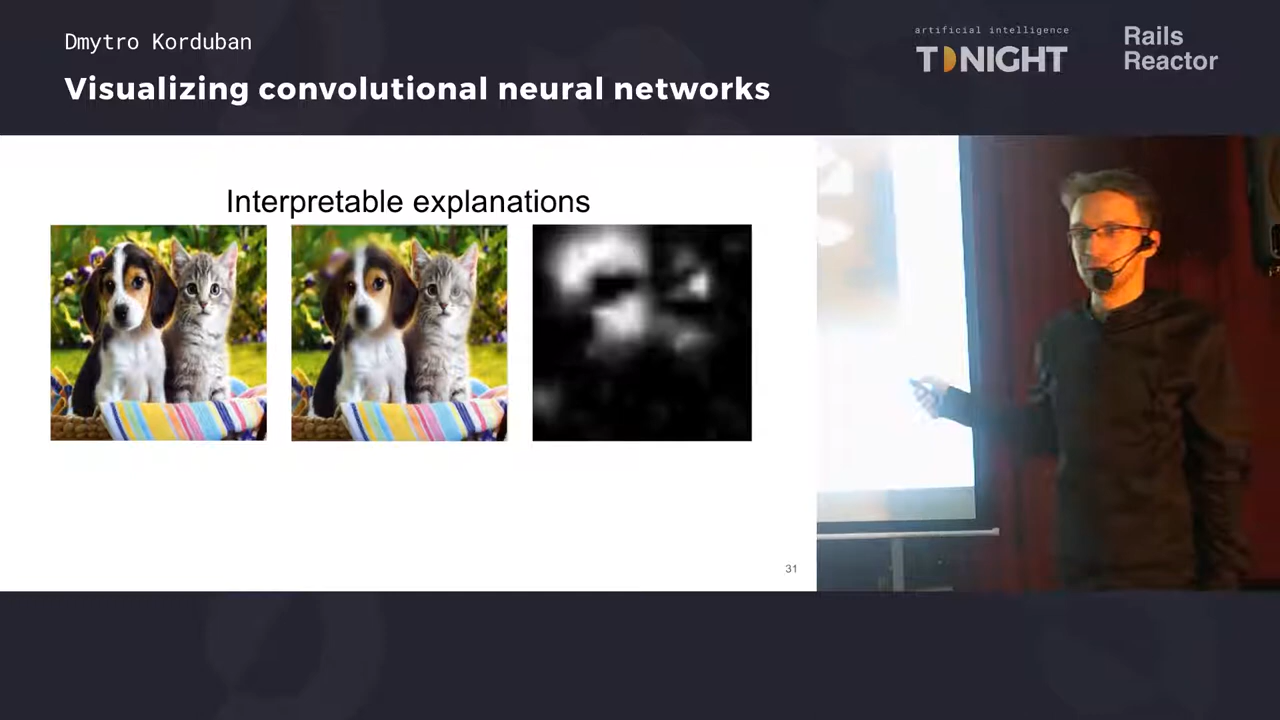 Dmytro Korduban
Visualizing convolutional neural networks
artificial intelligence
TONIGHT
Rails
Reactor
Interpretable explanations
31